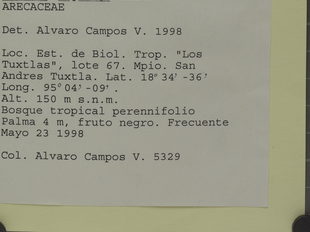 ARECACEAE
Det. Alvaro Campos V. 1998
Loc. Est. de Biol. Trop. "Los
Tuxtlas", lote 67. Mpio. San
Andres Tuxtla. Lat. 18°34'-36'
Long. 95°04'-09'.
Alt. 150 m s.n.m.
Bosque tropical perennifolio
Palma 4 m, fruto negro. Frecuente
Mayo 23 1998
Col. Alvaro Campos V. 5329